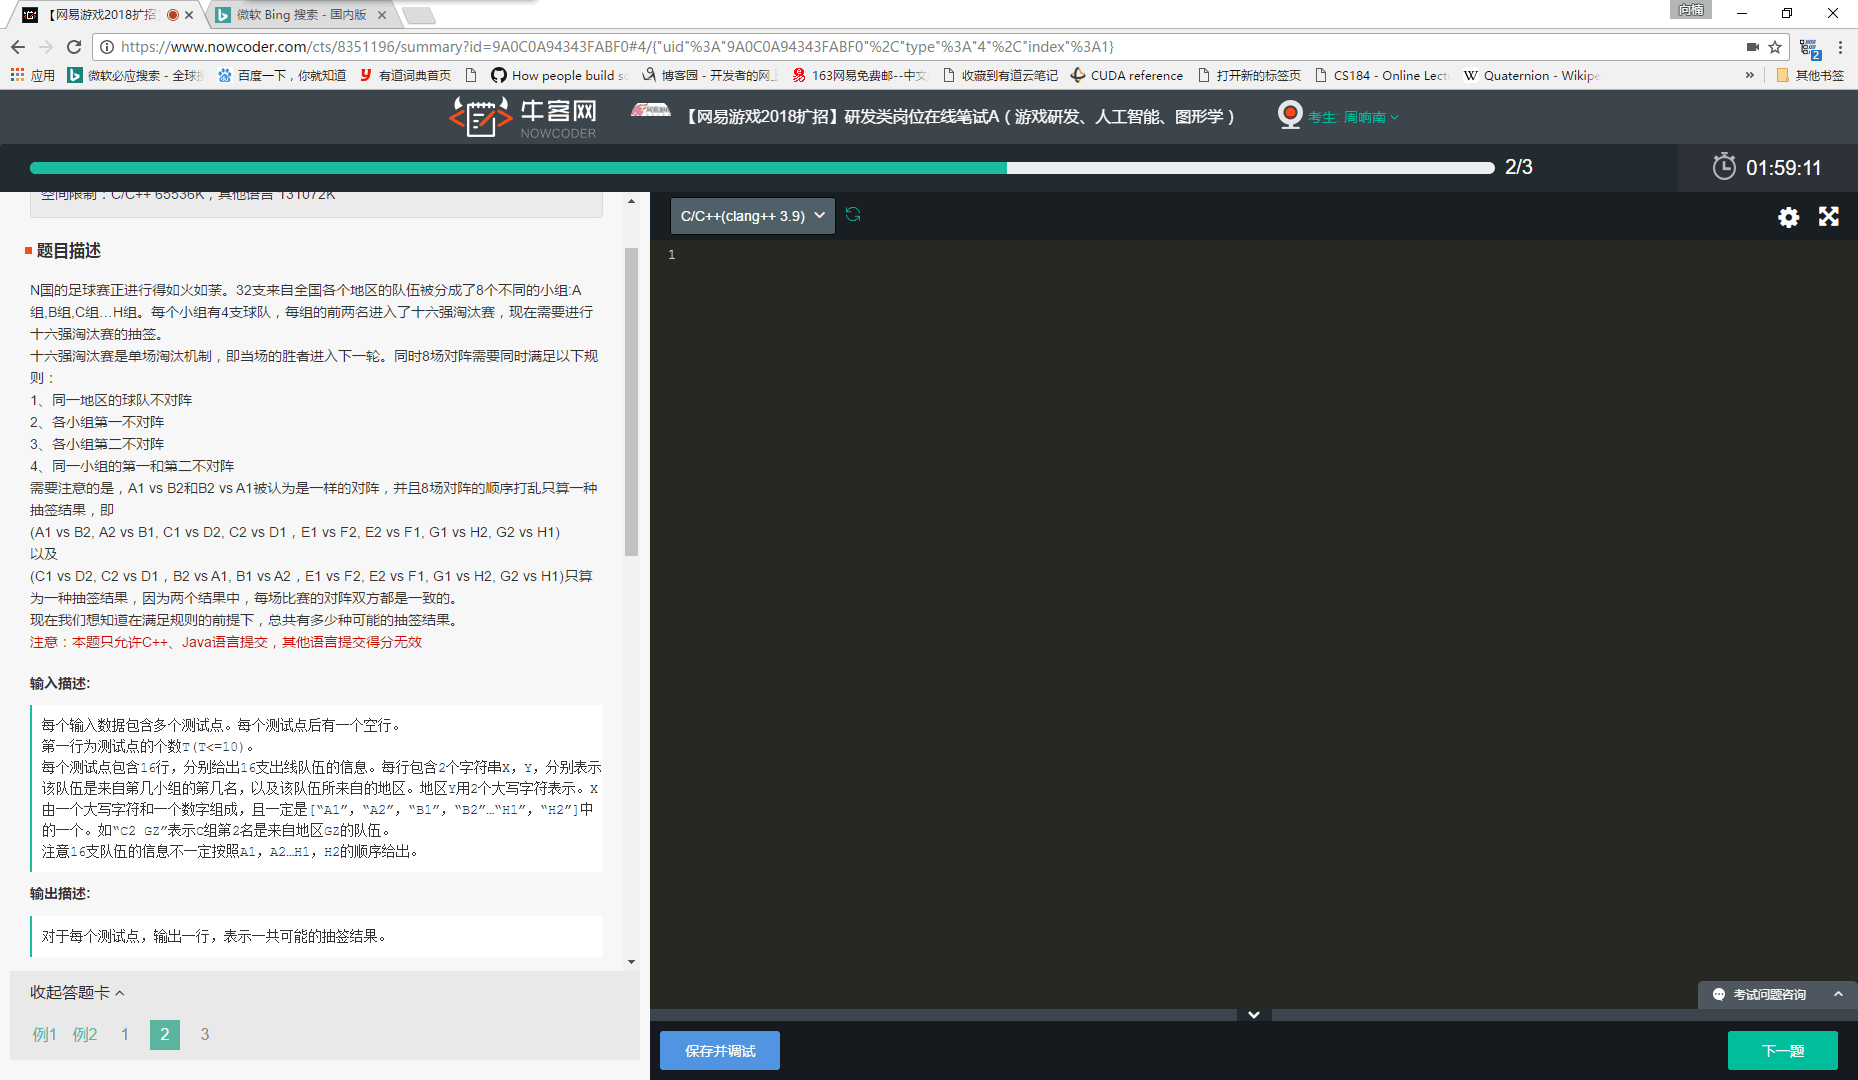 【网易游戏2018扩招
微软 Bing 搜索 - 国内版
向楠
https://www.nowcoder.com/cts/8351196/summary?id=9A0C0A94343FABF0#4/{"uid"%3A"9A0C0A94343FABF0"%2C"type"%3A"4"%2C"index"%3A1}
2
应用
微软必应搜索 - 全球搜
百度一下，你就知道
有道词典首页
How people build so
博客园 - 开发者的网上
163网易免费邮--中文
收藏到有道云笔记
CUDA reference
打开新的标签页
CS184 - Online Lect
Quaternion - Wikipe
»
其他书签
牛客网
NOWCODER
【网易游戏2018扩招】研发类岗位在线笔试A（游戏研发、人工智能、图形学）
考生: 周响南
2/3
01:59:11
空间限制：C/C++ 65536K，其他语言 131072K
C/C++(clang++ 3.9)
1
题目描述
N国的足球赛正进行得如火如荼。32支来自全国各个地区的队伍被分成了8个不同的小组:A
组,B组,C组…H组。每个小组有4支球队，每组的前两名进入了十六强淘汰赛，现在需要进行
十六强淘汰赛的抽签。
十六强淘汰赛是单场淘汰机制，即当场的胜者进入下一轮。同时8场对阵需要同时满足以下规
则：
1、同一地区的球队不对阵
2、各小组第一不对阵
3、各小组第二不对阵
4、同一小组的第一和第二不对阵
需要注意的是，A1 vs B2和B2 vs A1被认为是一样的对阵，并且8场对阵的顺序打乱只算一种
抽签结果，即
(A1 vs B2, A2 vs B1, C1 vs D2, C2 vs D1，E1 vs F2, E2 vs F1, G1 vs H2, G2 vs H1)
以及
(C1 vs D2, C2 vs D1，B2 vs A1, B1 vs A2，E1 vs F2, E2 vs F1, G1 vs H2, G2 vs H1)只算
为一种抽签结果，因为两个结果中，每场比赛的对阵双方都是一致的。
现在我们想知道在满足规则的前提下，总共有多少种可能的抽签结果。
注意：本题只允许C++、Java语言提交，其他语言提交得分无效
输入描述:
每个输入数据包含多个测试点。每个测试点后有一个空行。
第一行为测试点的个数T(T<=10)。
每个测试点包含16行，分别给出16支出线队伍的信息。每行包含2个字符串X，Y，分别表示
该队伍是来自第几小组的第几名，以及该队伍所来自的地区。地区Y用2个大写字符表示。X
由一个大写字符和一个数字组成，且一定是[“A1”，“A2”，“B1”，“B2”…“H1”，“H2”]中
的一个。如“C2 GZ”表示C组第2名是来自地区GZ的队伍。
注意16支队伍的信息不一定按照A1，A2…H1，H2的顺序给出。
输出描述:
对于每个测试点，输出一行，表示一共可能的抽签结果。
收起答题卡
例1 例2 1 2 3
考试问题咨询
保存并调试
下一题